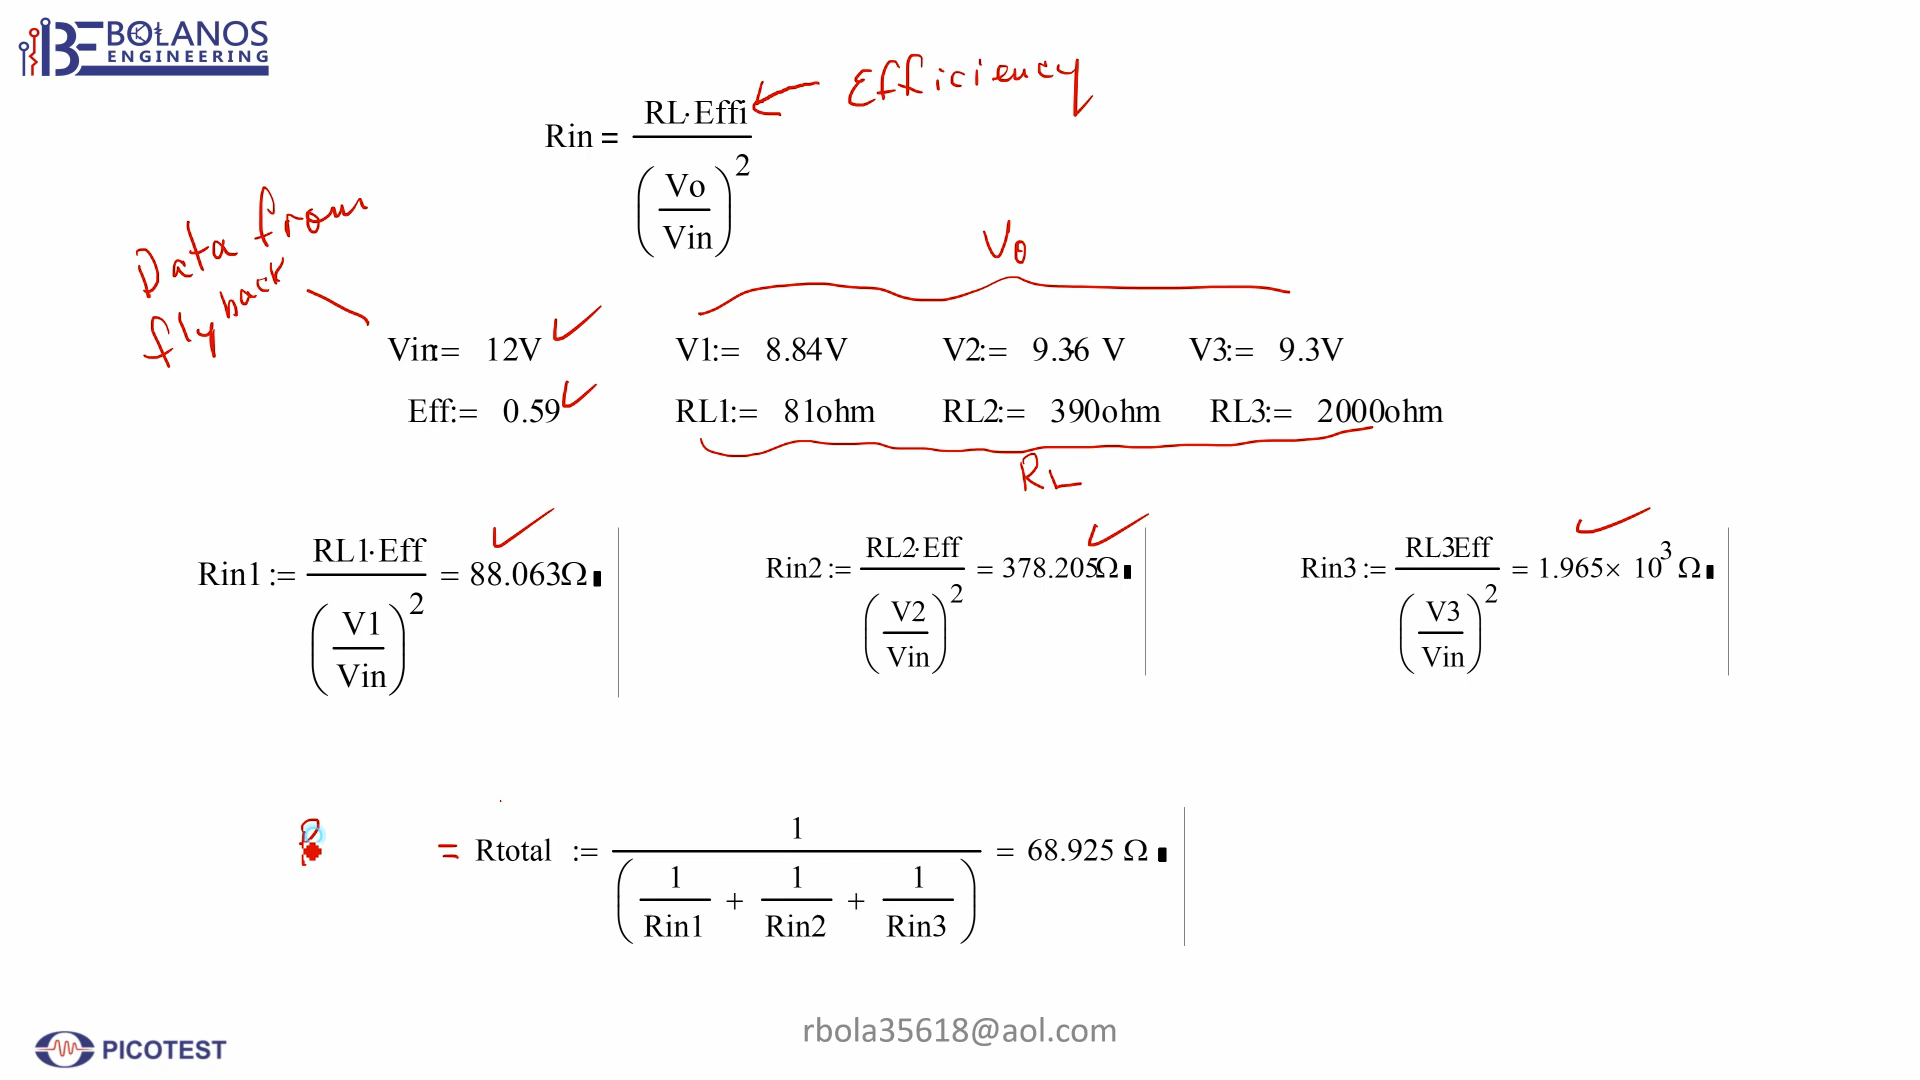 BOLANOS
ENGINEERING
Efficiency
Rin = RL·Effi / (Vo / Vin)^2
Data from
flyback
Vo
Vin:= 12V V1:= 8.84V V2:= 9.36 V V3:= 9.3V
Eff:= 0.59 RL1:= 81ohm RL2:= 390ohm RL3:= 2000ohm
RL
Rin1 := RL1·Eff / (V1 / Vin)^2 = 88.063Ω
Rin2 := RL2·Eff / (V2 / Vin)^2 = 378.205Ω
Rin3 := RL3Eff / (V3 / Vin)^2 = 1.965× 10^3 Ω
R = Rtotal := 1 / (1 / Rin1 + 1 / Rin2 + 1 / Rin3) = 68.925 Ω
rbola35618@aol.com
PICOTEST